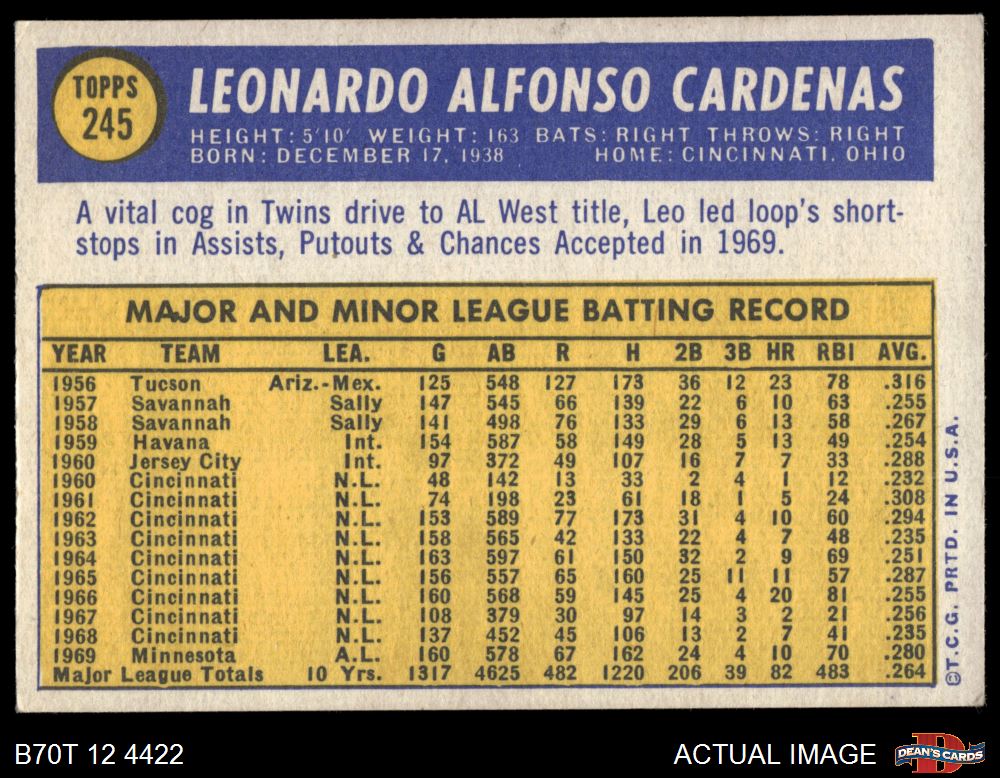 TOPPS
245
LEONARDO ALFONSO CARDENAS
HEIGHT: 5'10' WEIGHT: 163 BATS: RIGHT THROWS: RIGHT
BORN: DECEMBER 17, 1938 HOME: CINCINNATI, OHIO
A vital cog in Twins drive to AL West title, Leo led loop's short-
stops in Assists, Putouts & Chances Accepted in 1969.
MAJOR AND MINOR LEAGUE BATTING RECORD
YEAR TEAM LEA. G AB R H 2B 3B HR RBI AVG.
1956 Tucson Ariz.-Mex. 125 548 127 173 36 12 23 78 .316
1957 Savannah Sally 147 545 66 139 22 6 10 63 .255
1958 Savannah Sally 141 498 76 133 29 6 13 58 .267
1959 Havana Int. 154 587 58 149 28 5 13 49 .254
1960 Jersey City Int. 97 372 49 107 16 7 7 33 .288
1960 Cincinnati N.L. 48 142 13 33 2 4 1 12 .232
1961 Cincinnati N.L. 74 198 23 61 18 1 5 24 .308
1962 Cincinnati N.L. 153 589 77 173 31 4 10 60 .294
1963 Cincinnati N.L. 158 565 42 133 22 4 7 48 .235
1964 Cincinnati N.L. 163 597 61 150 32 2 9 69 .251
1965 Cincinnati N.L. 156 557 65 160 25 11 11 57 .287
1966 Cincinnati N.L. 160 568 59 145 25 4 20 81 .255
1967 Cincinnati N.L. 108 379 30 97 14 3 2 21 .256
1968 Cincinnati N.L. 137 452 45 106 13 2 7 41 .235
1969 Minnesota A.L. 160 578 67 162 24 4 10 70 .280
Major League Totals 10 Yrs. 1317 4625 482 1220 206 39 82 483 .264
©T.C.G. PRTD. IN U.S.A.
B70T 12 4422
ACTUAL IMAGE
D
DEAN'S CARDS